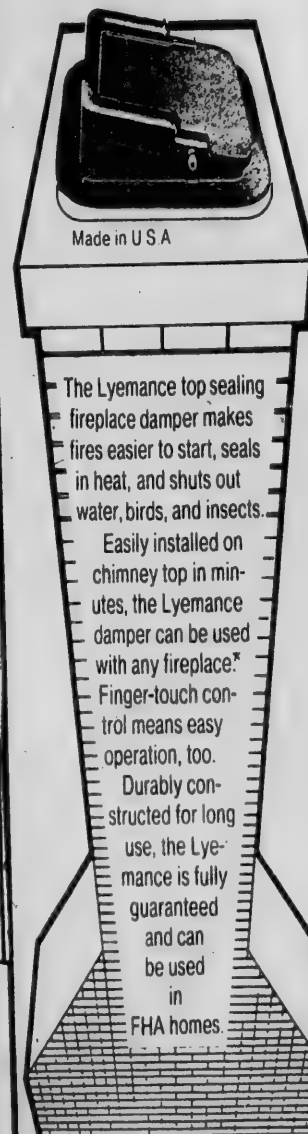 Made in U S A
The Lyemance top sealing
fireplace damper makes
fires easier to start, seals
in heat, and shuts out
water, birds, and insects.
Easily installed on
chimney top in min-
utes, the Lyemance
damper can be used
with any fireplace.*
Finger-touch con-
trol means easy
operation, too.
Durably con-
structed for long
use, the Lye-
mance is fully
guaranteed
and can
be used
in
FHA homes.